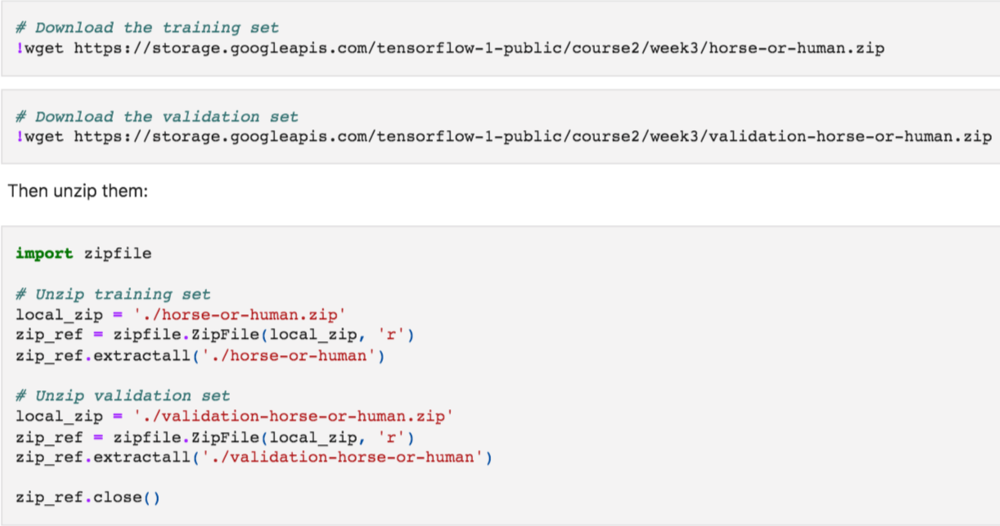 # Download the training set
!wget https://storage.googleapis.com/tensorflow-1-public/course2/week3/horse-or-human.zip
# Download the validation set
!wget https://storage.googleapis.com/tensorflow-1-public/course2/week3/validation-horse-or-human.zip
Then unzip them:
import zipfile
# Unzip training set
local_zip = './horse-or-human.zip'
zip_ref = zipfile.ZipFile(local_zip, 'r')
zip_ref.extractall('./horse-or-human')
# Unzip validation set
local_zip = './validation-horse-or-human.zip'
zip_ref = zipfile.ZipFile(local_zip, 'r')
zip_ref.extractall('./validation-horse-or-human')
zip_ref.close()